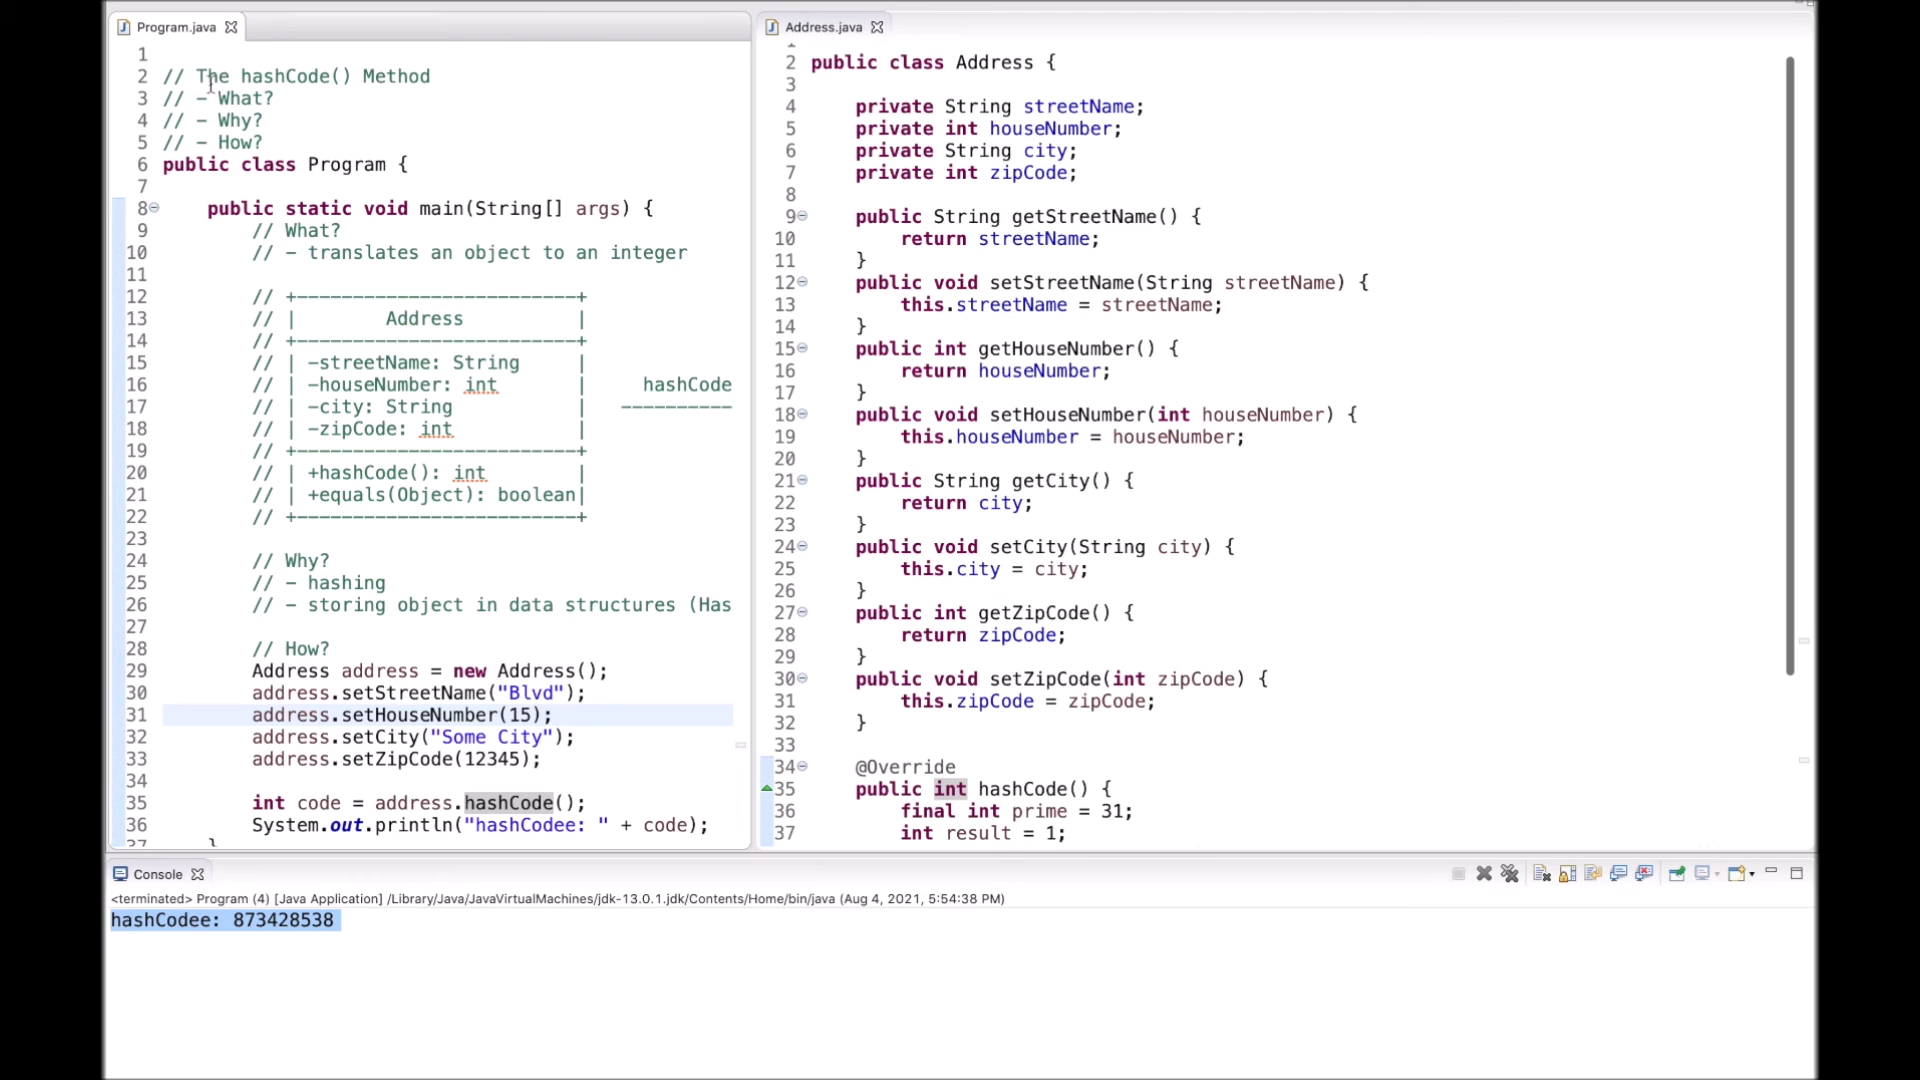 Program.java
1
2 // The hashCode() Method
3 // - What?
4 // - Why?
5 // - How?
6 public class Program {
7
8 public static void main(String[] args) {
9 // What?
10 // - translates an object to an integer
11
12 // +-------------------------+
13 // | Address |
14 // +-------------------------+
15 // | -streetName: String |
16 // | -houseNumber: int | hashCode
17 // | -city: String | ----------
18 // | -zipCode: int |
19 // +-------------------------+
20 // | +hashCode(): int |
21 // | +equals(Object): boolean|
22 // +-------------------------+
23
24 // Why?
25 // - hashing
26 // - storing object in data structures (Has
27
28 // How?
29 Address address = new Address();
30 address.setStreetName("Blvd");
31 address.setHouseNumber(15);
32 address.setCity("Some City");
33 address.setZipCode(12345);
34
35 int code = address.hashCode();
36 System.out.println("hashCodee: " + code);
37 }
Address.java
2 public class Address {
3
4 private String streetName;
5 private int houseNumber;
6 private String city;
7 private int zipCode;
8
9 public String getStreetName() {
10 return streetName;
11 }
12 public void setStreetName(String streetName) {
13 this.streetName = streetName;
14 }
15 public int getHouseNumber() {
16 return houseNumber;
17 }
18 public void setHouseNumber(int houseNumber) {
19 this.houseNumber = houseNumber;
20 }
21 public String getCity() {
22 return city;
23 }
24 public void setCity(String city) {
25 this.city = city;
26 }
27 public int getZipCode() {
28 return zipCode;
29 }
30 public void setZipCode(int zipCode) {
31 this.zipCode = zipCode;
32 }
33
34 @Override
35 public int hashCode() {
36 final int prime = 31;
37 int result = 1;
Console
<terminated> Program (4) [Java Application] /Library/Java/JavaVirtualMachines/jdk-13.0.1.jdk/Contents/Home/bin/java (Aug 4, 2021, 5:54:38 PM)
hashCodee: 873428538